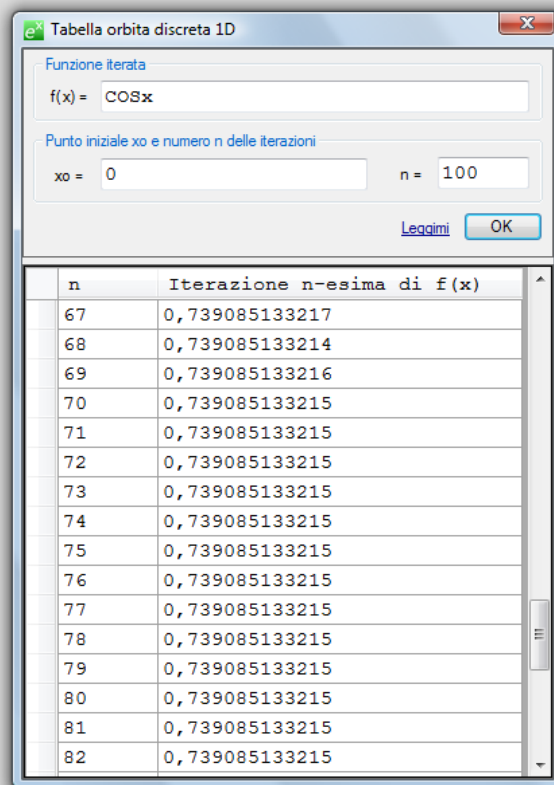 Tabella orbita discreta 1D
Funzione iterata
f(x) = COSx
Punto iniziale xo e numero n delle iterazioni
xo = 0 n = 100
Leggimi OK
n Iterazione n-esima di f(x)
67 0,739085133217
68 0,739085133214
69 0,739085133216
70 0,739085133215
71 0,739085133215
72 0,739085133215
73 0,739085133215
74 0,739085133215
75 0,739085133215
76 0,739085133215
77 0,739085133215
78 0,739085133215
79 0,739085133215
80 0,739085133215
81 0,739085133215
82 0,739085133215